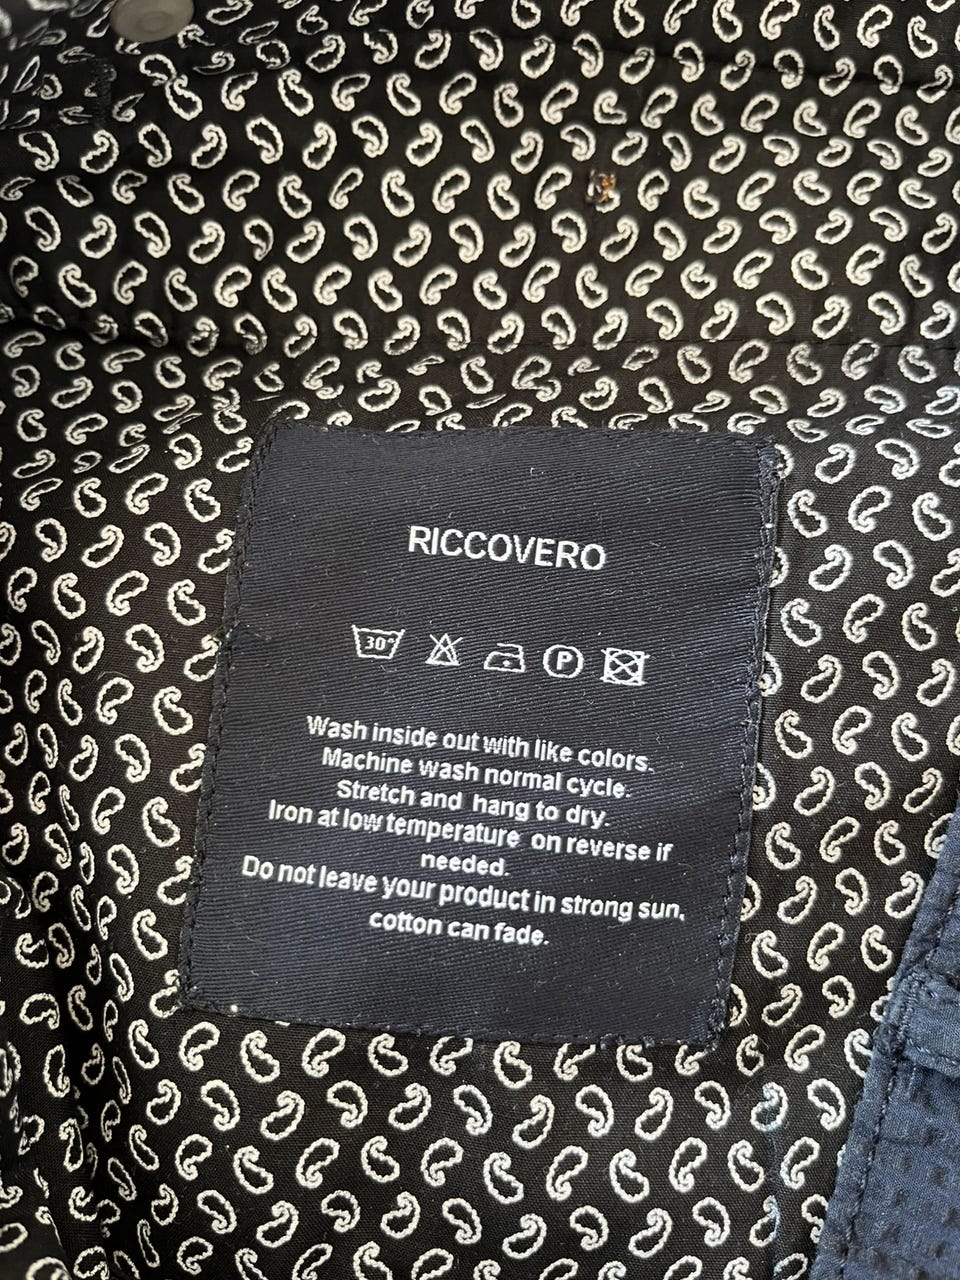 RICCOVERO
30°
P
Wash inside out with like colors.
Machine wash normal cycle.
Stretch and hang to dry.
Iron at low temperature on reverse if
needed.
Do not leave your product in strong sun,
cotton can fade.